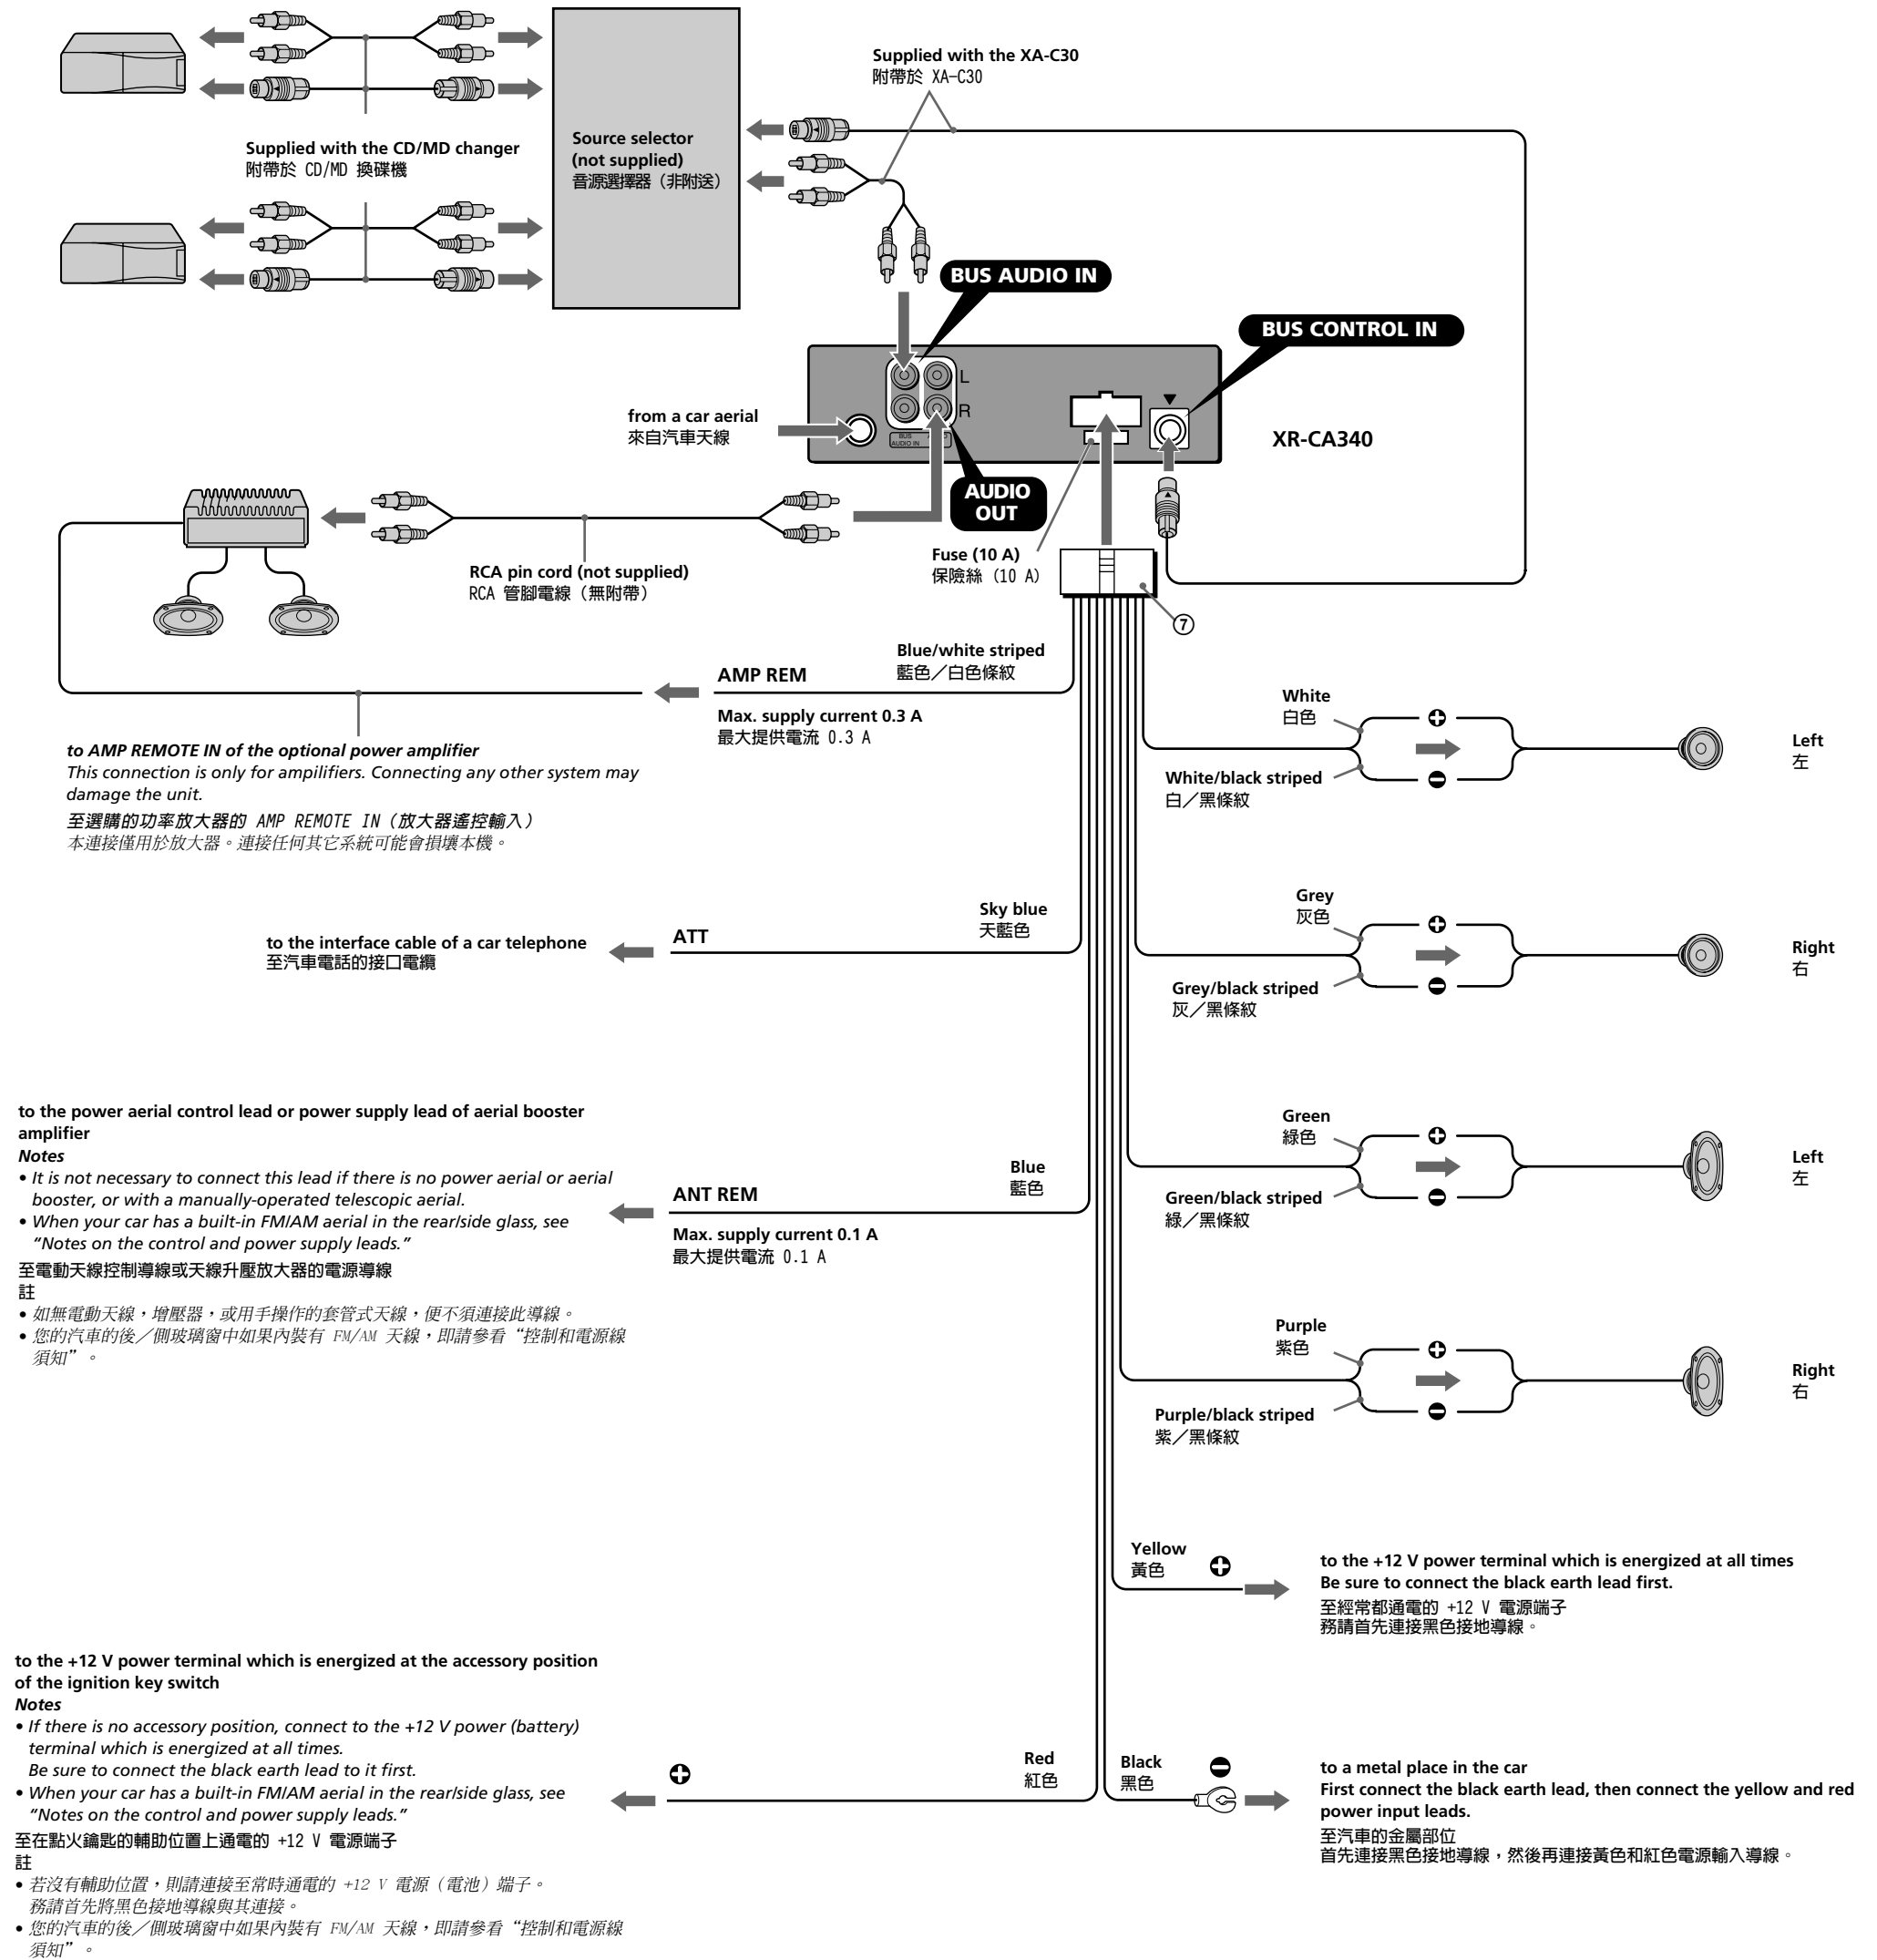 Supplied with the XA-C30
附帶於 XA-C30
Supplied with the CD/MD changer
附帶於 CD/MD 換碟機
Source selector
(not supplied)
音源選擇器（非附送）
BUS AUDIO IN
BUS CONTROL IN
from a car aerial
來自汽車天線
L
R
BUS
AUDIO IN
XR-CA340
AUDIO
OUT
RCA pin cord (not supplied)
RCA 管腳電線（無附帶）
Fuse (10 A)
保險絲 (10 A)
⑦
Blue/white striped
藍色／白色條紋
AMP REM
Max. supply current 0.3 A
最大提供電流 0.3 A
to AMP REMOTE IN of the optional power amplifier
This connection is only for ampilifiers. Connecting any other system may
damage the unit.
至選購的功率放大器的 AMP REMOTE IN（放大器遙控輸入）
本連接僅用於放大器。連接任何其它系統可能會損壞本機。
White
白色
White/black striped
白／黑條紋
Left
左
Sky blue
天藍色
ATT
to the interface cable of a car telephone
至汽車電話的接口電纜
Grey
灰色
Grey/black striped
灰／黑條紋
Right
右
to the power aerial control lead or power supply lead of aerial booster
amplifier
Notes
• It is not necessary to connect this lead if there is no power aerial or aerial
booster, or with a manually-operated telescopic aerial.
• When your car has a built-in FM/AM aerial in the rear/side glass, see
“Notes on the control and power supply leads.”
至電動天線控制導線或天線升壓放大器的電源導線
註
• 如無電動天線，增壓器，或用手操作的套管式天線，便不須連接此導線。
• 您的汽車的後／側玻璃窗中如果內裝有 FM/AM 天線，即請參看“控制和電源線
須知”。
Blue
藍色
ANT REM
Max. supply current 0.1 A
最大提供電流 0.1 A
Green
綠色
Green/black striped
綠／黑條紋
Left
左
Purple
紫色
Purple/black striped
紫／黑條紋
Right
右
Yellow
黃色
to the +12 V power terminal which is energized at all times
Be sure to connect the black earth lead first.
至經常都通電的 +12 V 電源端子
務請首先連接黑色接地導線。
to the +12 V power terminal which is energized at the accessory position
of the ignition key switch
Notes
• If there is no accessory position, connect to the +12 V power (battery)
terminal which is energized at all times.
Be sure to connect the black earth lead to it first.
• When your car has a built-in FM/AM aerial in the rear/side glass, see
“Notes on the control and power supply leads.”
至在點火鑰匙的輔助位置上通電的 +12 V 電源端子
註
• 若沒有輔助位置，則請連接至常時通電的 +12 V 電源（電池）端子。
務請首先將黑色接地導線與其連接。
• 您的汽車的後／側玻璃窗中如果內裝有 FM/AM 天線，即請參看“控制和電源線
須知”。
Red
紅色
Black
黑色
to a metal place in the car
First connect the black earth lead, then connect the yellow and red
power input leads.
至汽車的金屬部位
首先連接黑色接地導線，然後再連接黃色和紅色電源輸入導線。